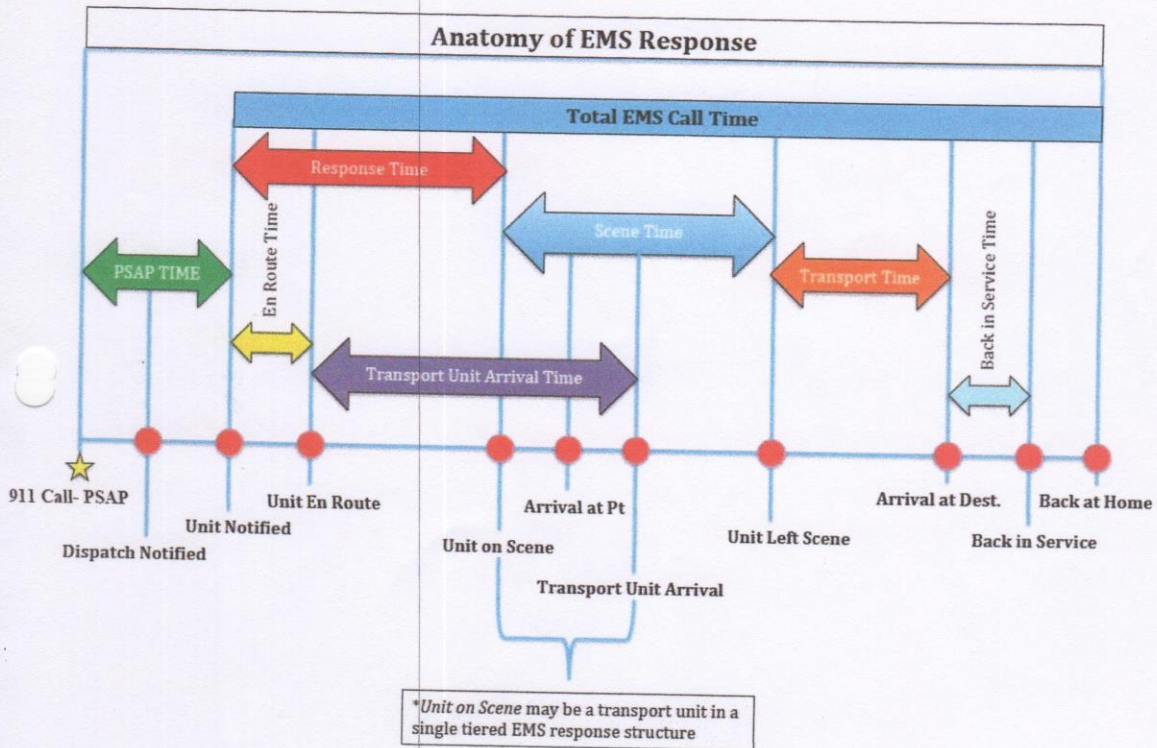 Anatomy of EMS Response
Total EMS Call Time
Response Time
En Route Time
Scene Time
Back in Service Time
PSAP TIME
Transport Time
Transport Unit Arrival Time
911 Call- PSAP
Dispatch Notified
Unit Notified
Unit En Route
Unit on Scene
Arrival at Pt
Transport Unit Arrival
Unit Left Scene
Arrival at Dest.
Back in Service
Back at Home
*Unit on Scene may be a transport unit in a
single tiered EMS response structure